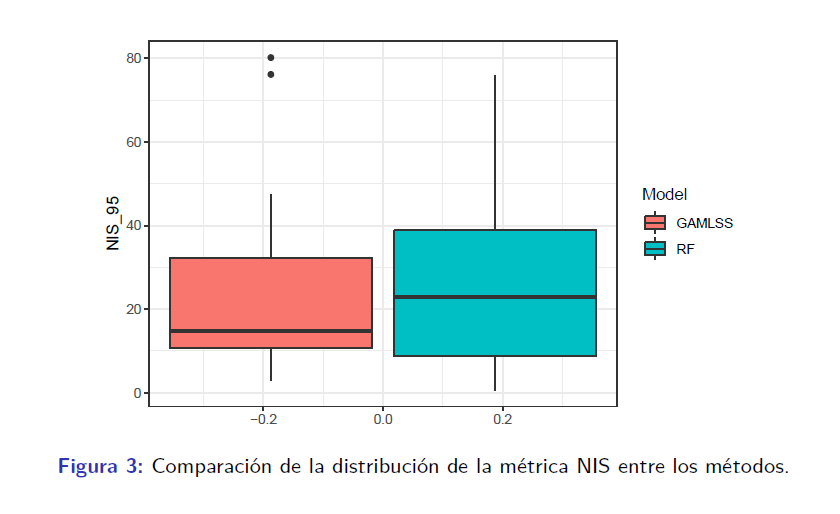 80
60
40
20
0
NIS_95
−0.2
0.0
0.2
Model
GAMLSS
RF
Figura 3: Comparación de la distribución de la métrica NIS entre los métodos.